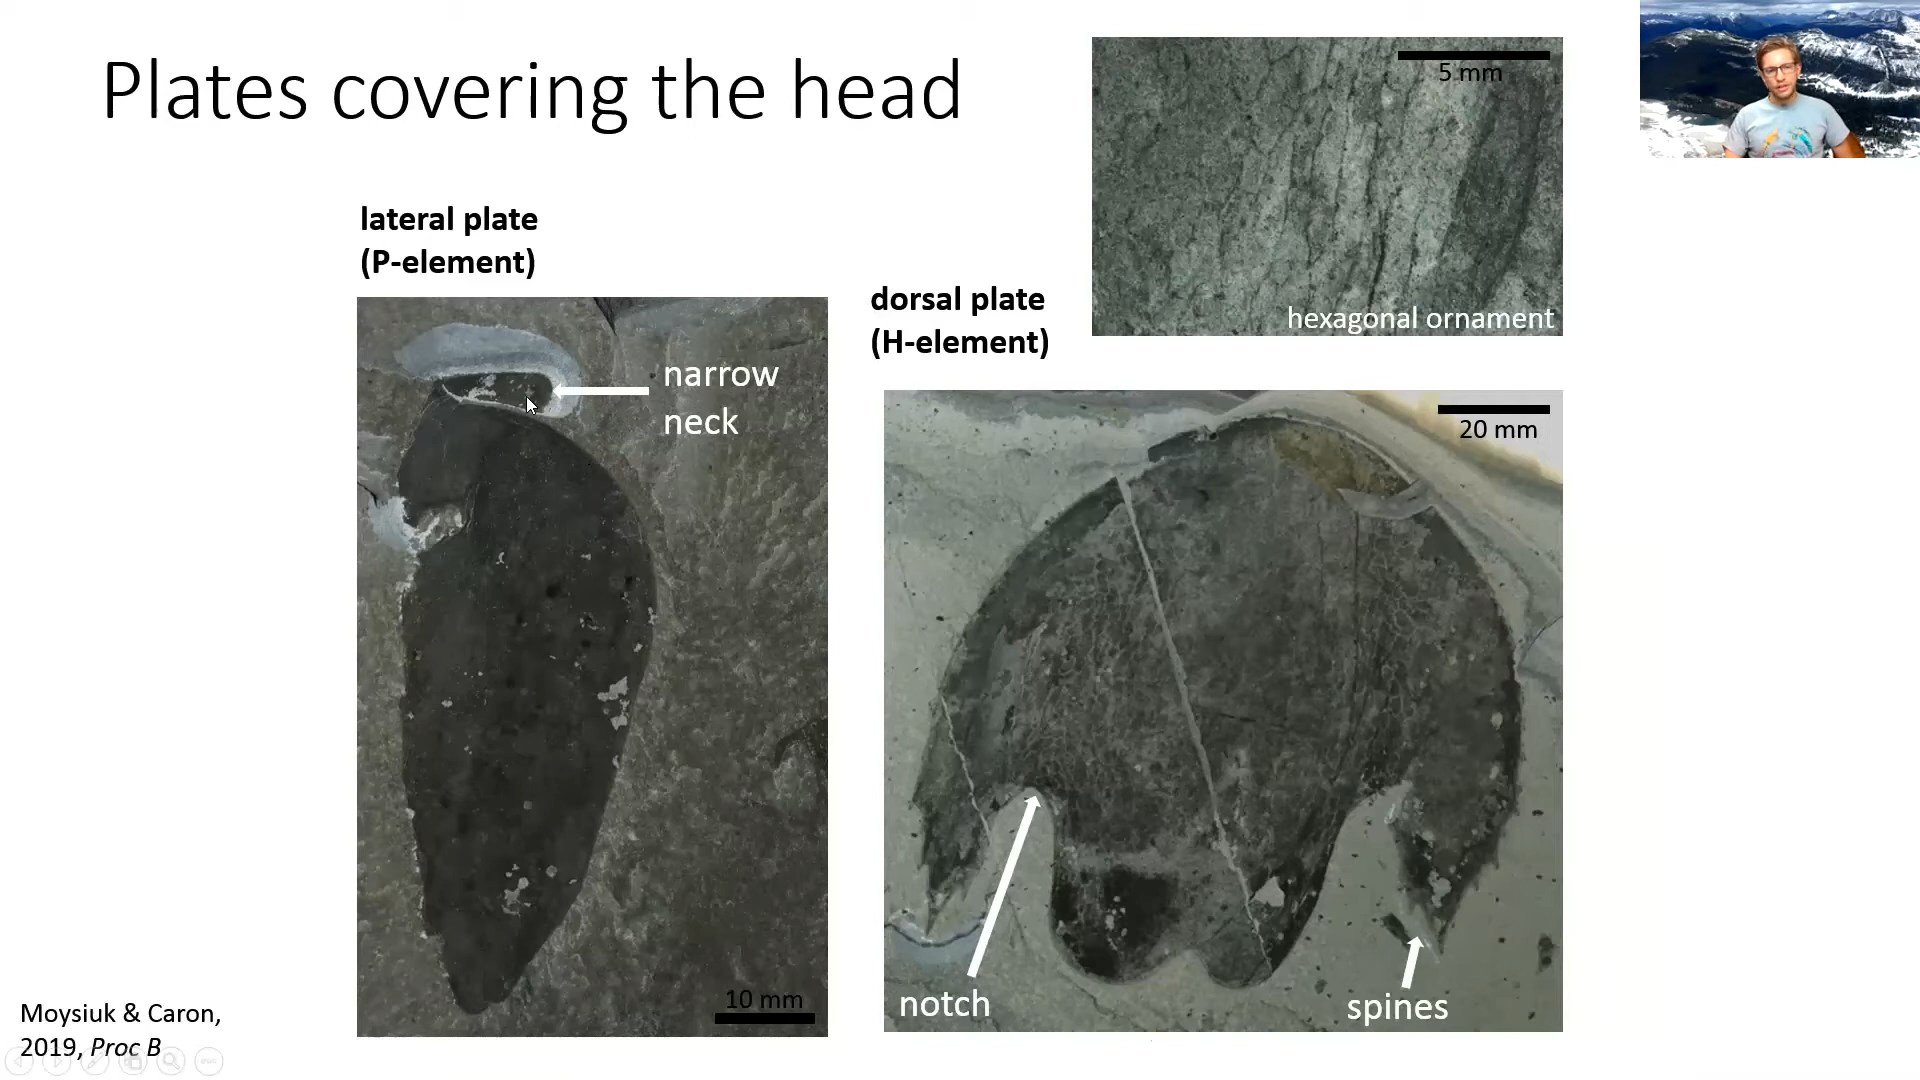 Plates covering the head
5 mm
hexagonal ornament
lateral plate
(P-element)
narrow
neck
10 mm
dorsal plate
(H-element)
20 mm
notch
spines
Moysiuk & Caron,
2019, Proc B